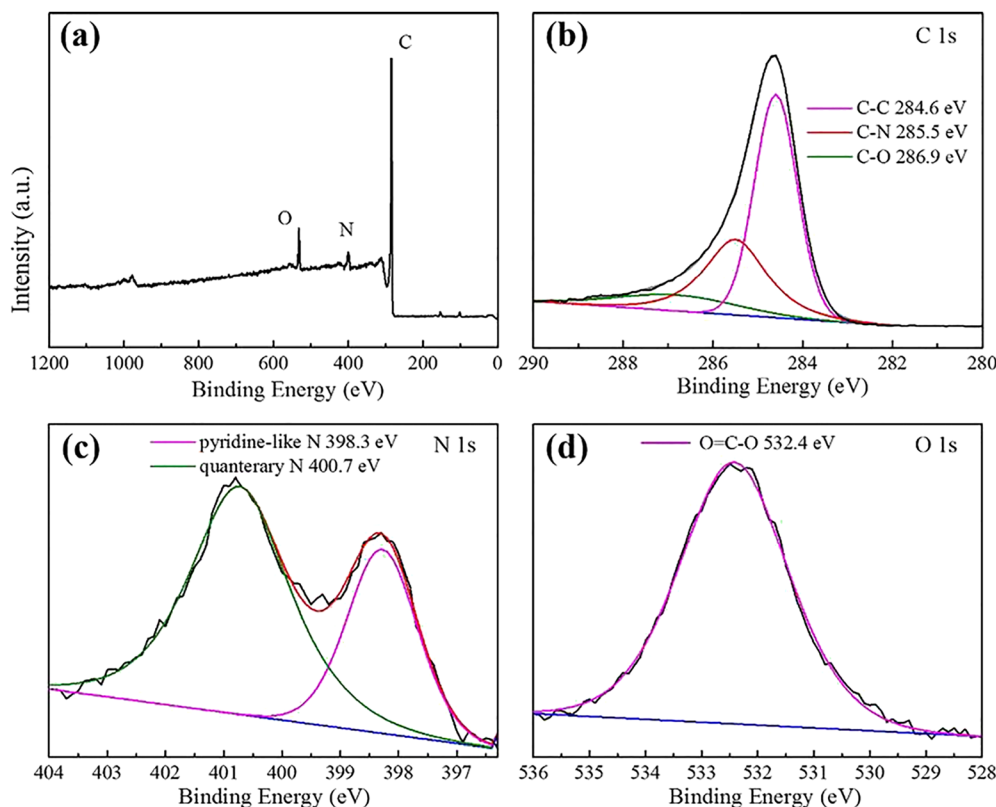 (a)
C
O
N
Intensity (a.u.)
1200 1000 800 600 400 200 0
Binding Energy (eV)
(b)
C 1s
C-C 284.6 eV
C-N 285.5 eV
C-O 286.9 eV
290 288 286 284 282 280
Binding Energy (eV)
(c)
pyridine-like N 398.3 eV
quanterary N 400.7 eV
N 1s
404 403 402 401 400 399 398 397
Binding Energy (eV)
(d)
O=C-O 532.4 eV
O 1s
536 535 534 533 532 531 530 529 528
Binding Energy (eV)